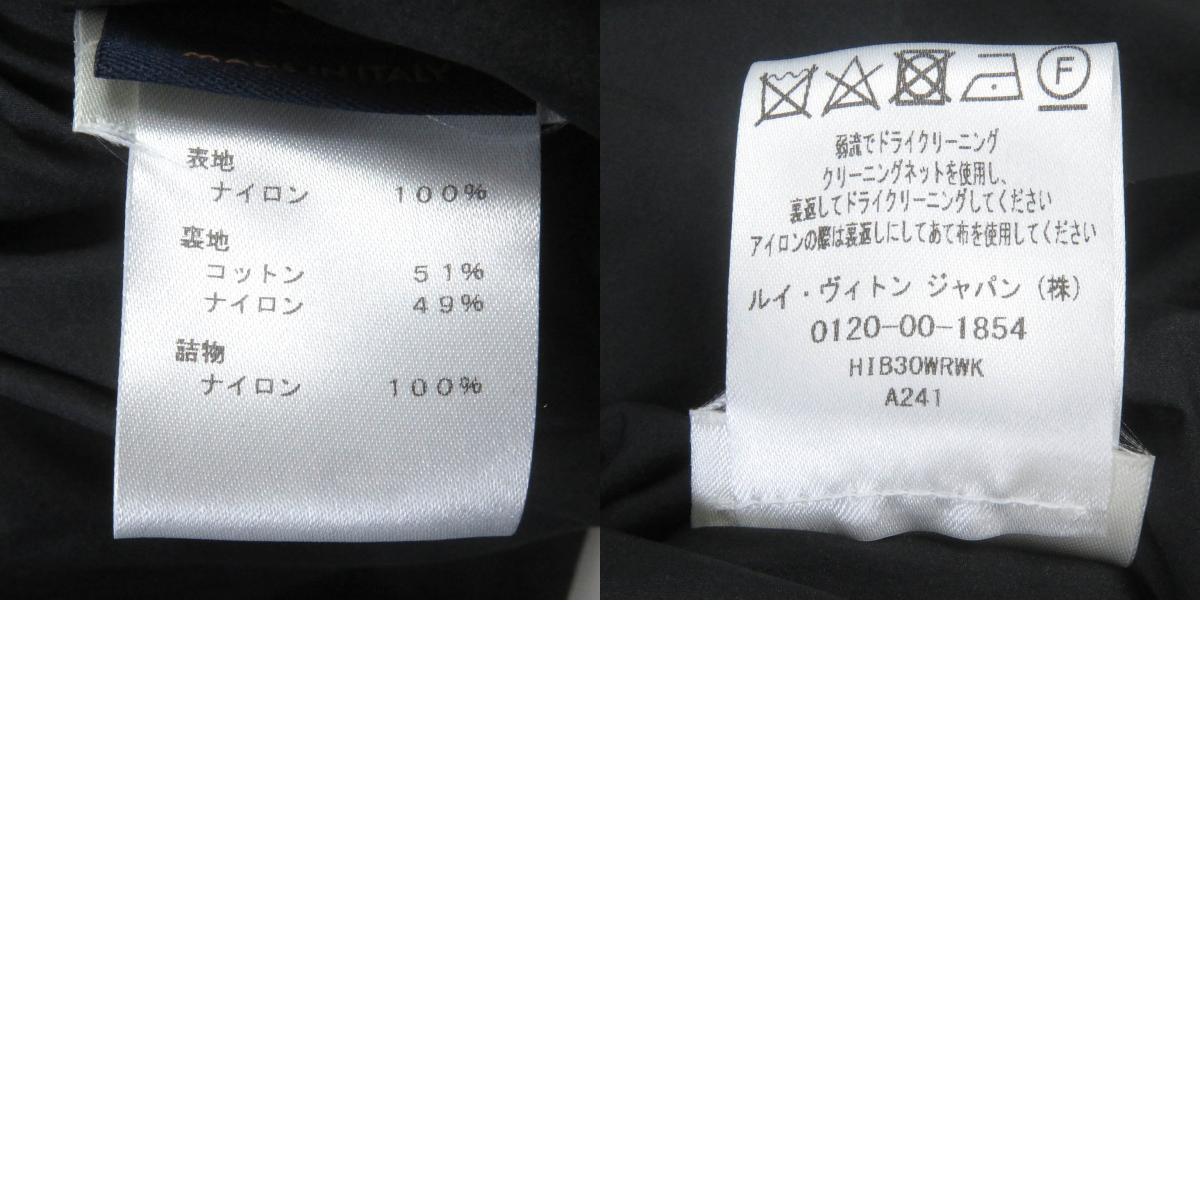 MADE IN ITALY
表地
ナイロン 100%
裏地
コットン 51%
ナイロン 49%
詰物
ナイロン 100%
F
弱流でドライクリーニング
クリーニングネットを使用し、
裏返してドライクリーニングしてください
アイロンの際は裏返しにしてあて布を使用してください
ルイ・ヴィトン ジャパン(株)
0120-00-1854
HIB30WRWK
A241